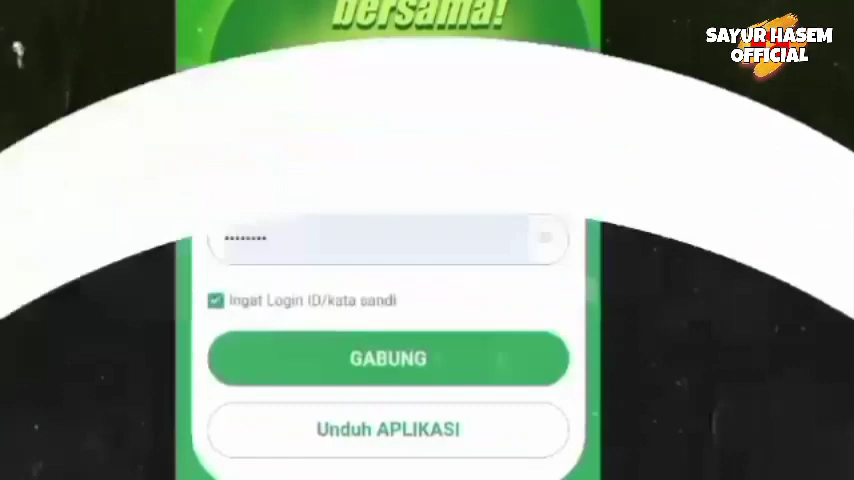 bersama!
SAYUR HASEM
OFFICIAL
••••••••
Ingat Login ID/kata sandi
GABUNG
Unduh APLIKASI